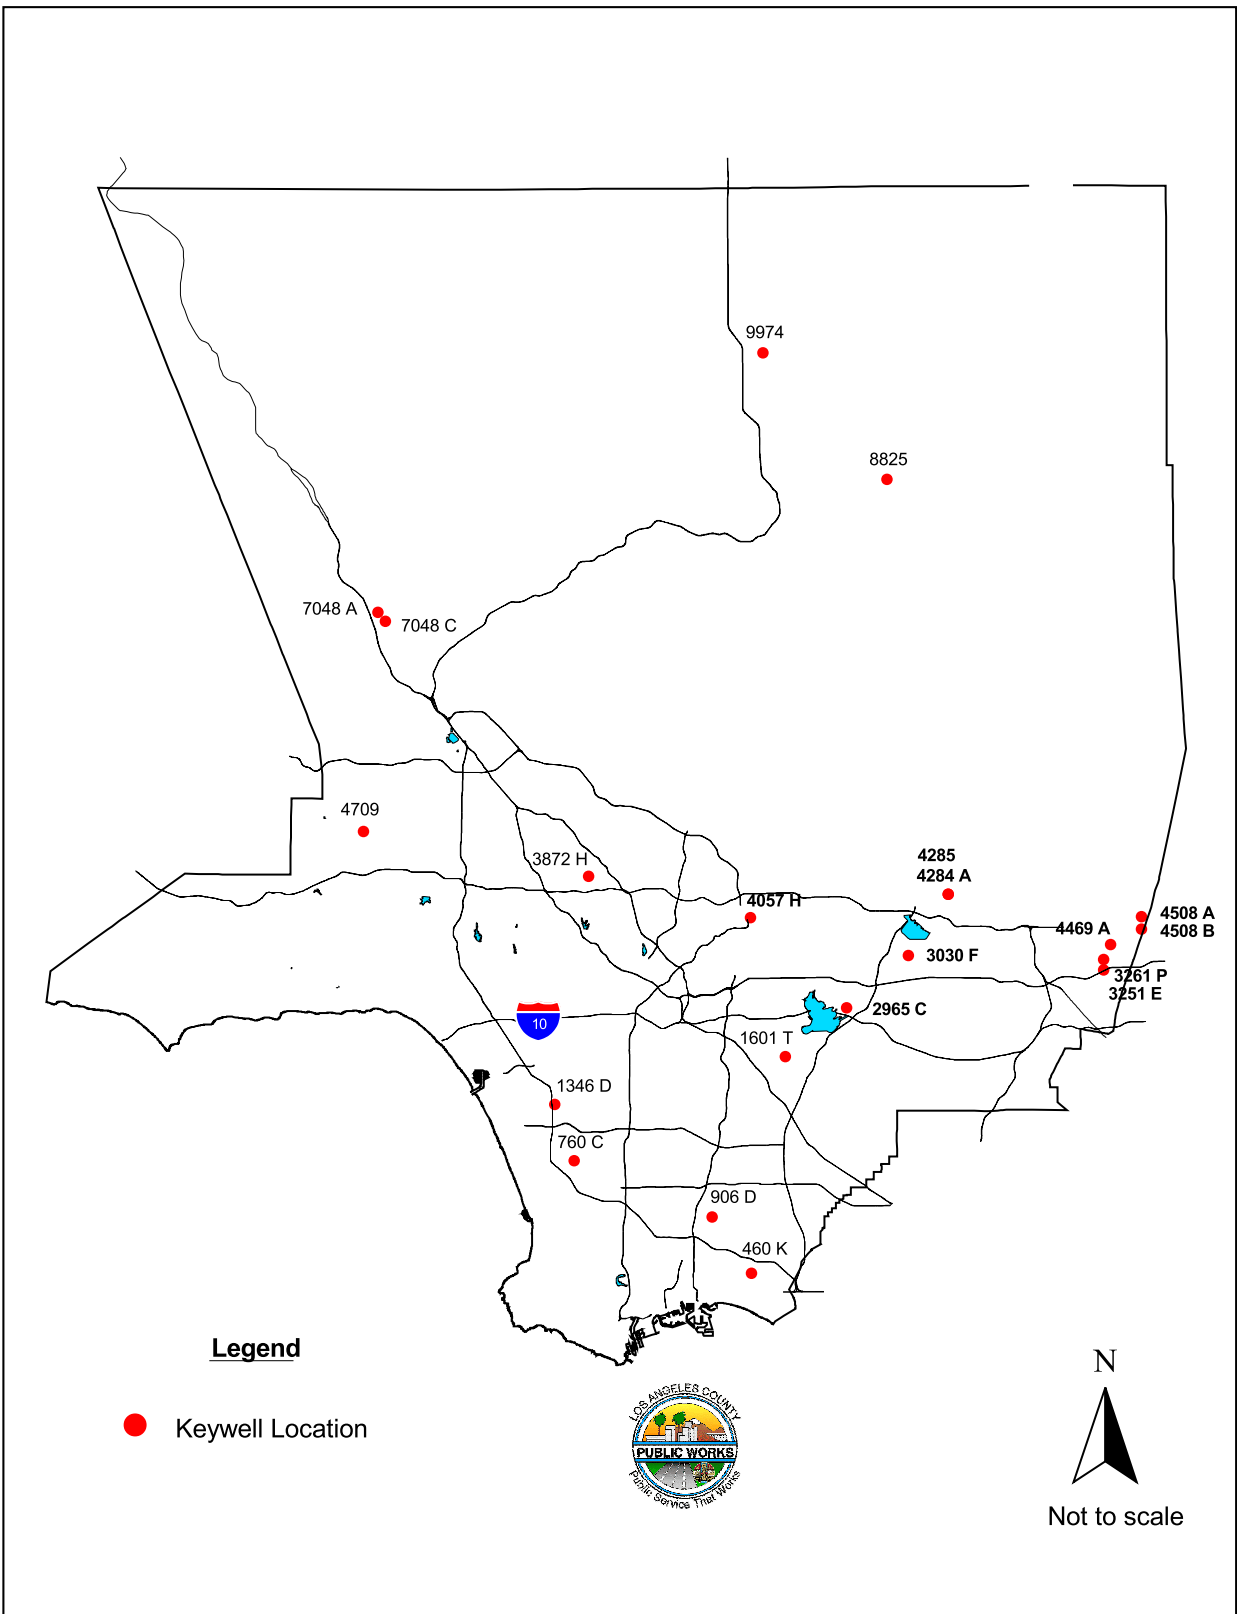 9974
8825
7048 A
7048 C
4709
3872 H
4285
4284 A
4057 H
4508 A
4508 B
4469 A
3030 F
3261 P
3251 E
2965 C
10
1601 T
1346 D
760 C
906 D
460 K
Legend
Keywell Location
LOS ANGELES COUNTY
PUBLIC WORKS
Public Service That Works
N
Not to scale